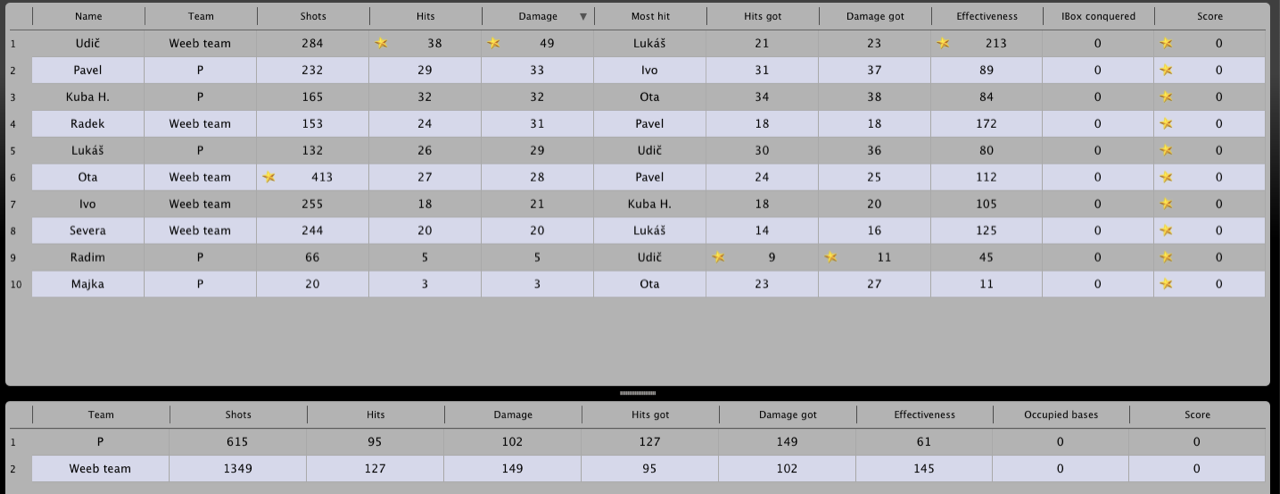 Name Team Shots Hits Damage ▼ Most hit Hits got Damage got Effectiveness IBox conquered Score
1 Udič Weeb team 284 38 49 Lukáš 21 23 213 0 0
2 Pavel P 232 29 33 Ivo 31 37 89 0 0
3 Kuba H. P 165 32 32 Ota 34 38 84 0 0
4 Radek Weeb team 153 24 31 Pavel 18 18 172 0 0
5 Lukáš P 132 26 29 Udič 30 36 80 0 0
6 Ota Weeb team 413 27 28 Pavel 24 25 112 0 0
7 Ivo Weeb team 255 18 21 Kuba H. 18 20 105 0 0
8 Severa Weeb team 244 20 20 Lukáš 14 16 125 0 0
9 Radim P 66 5 5 Udič 9 11 45 0 0
10 Majka P 20 3 3 Ota 23 27 11 0 0
Team Shots Hits Damage Hits got Damage got Effectiveness Occupied bases Score
1 P 615 95 102 127 149 61 0 0
2 Weeb team 1349 127 149 95 102 145 0 0